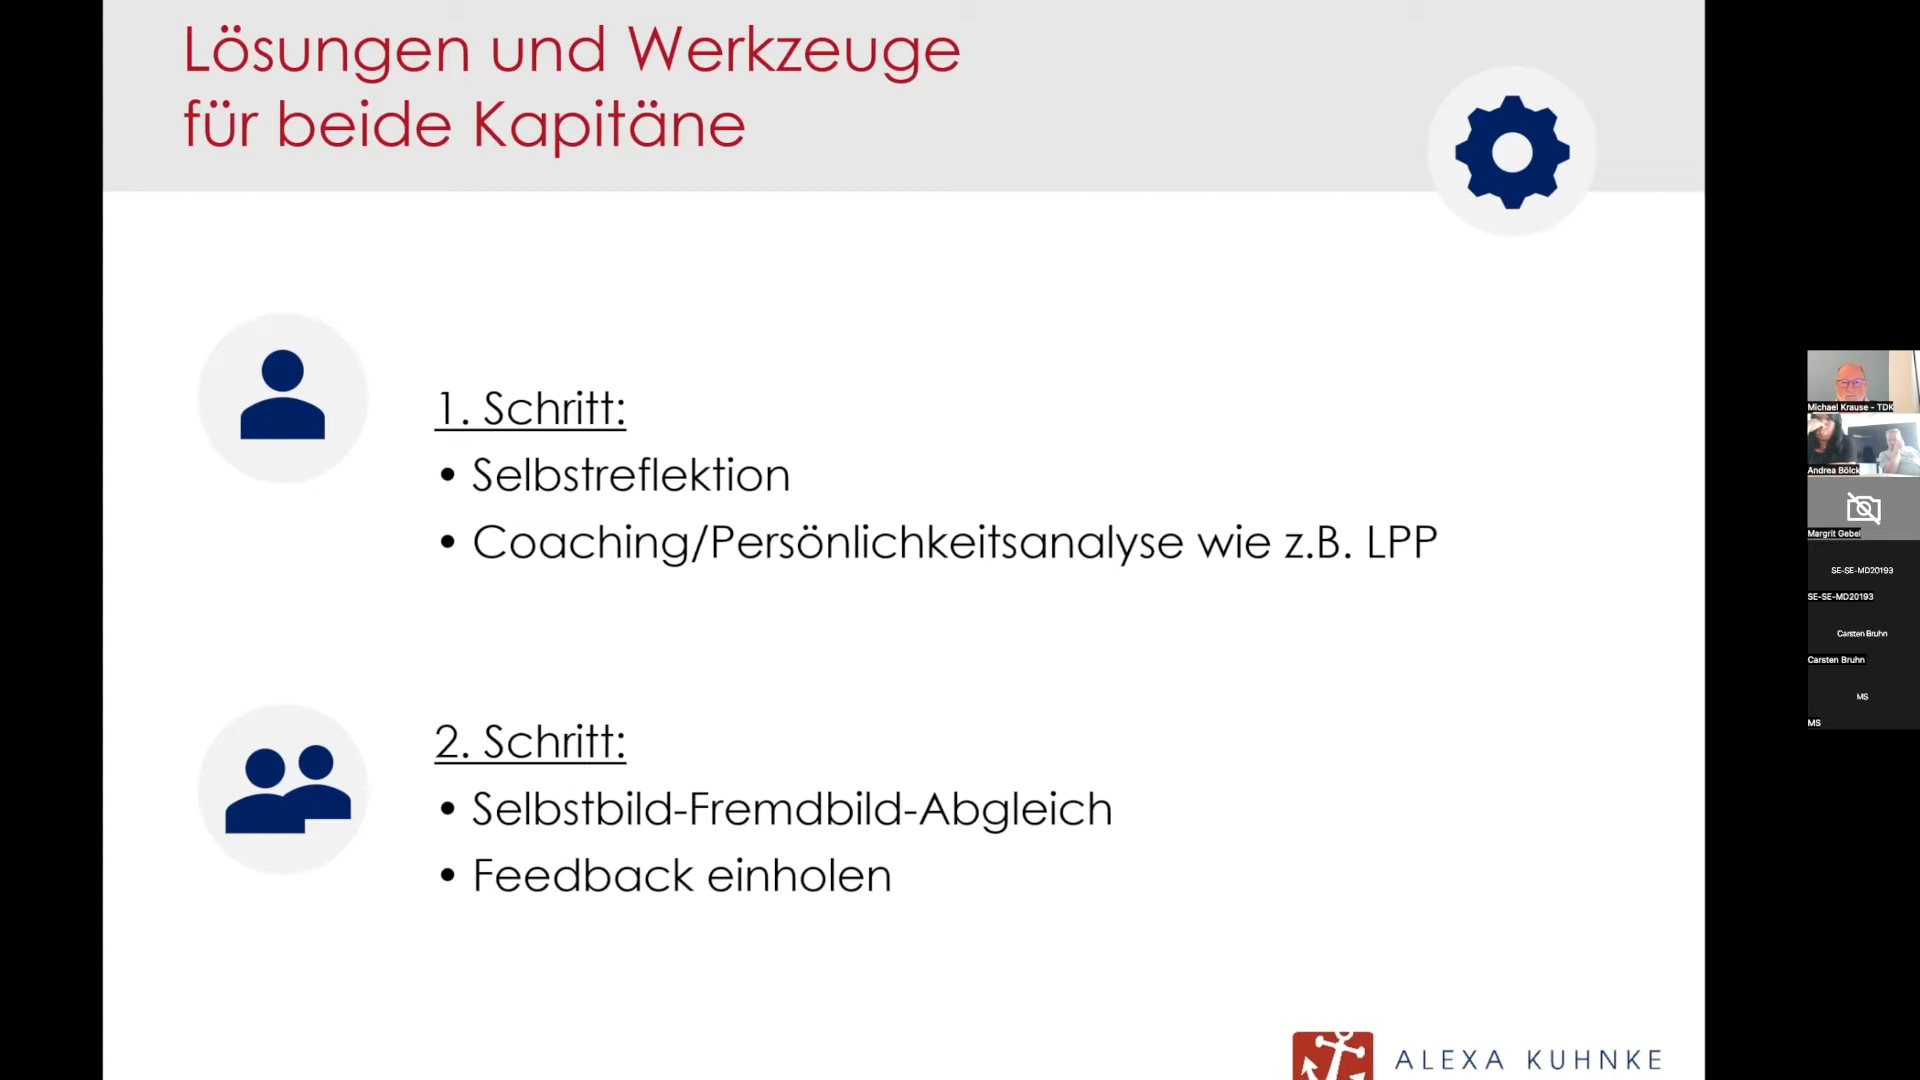 Lösungen und Werkzeuge
für beide Kapitäne
1. Schritt:
• Selbstreflektion
• Coaching/Persönlichkeitsanalyse wie z.B. LPP
2. Schritt:
• Selbstbild-Fremdbild-Abgleich
• Feedback einholen
ALEXA KUHNKE
Michael Krause - TDK
Andrea Bölck
Margrit Gebel
SE-SE-MD20193
SE-SE-MD20193
Carsten Bruhn
Carsten Bruhn
MS
MS